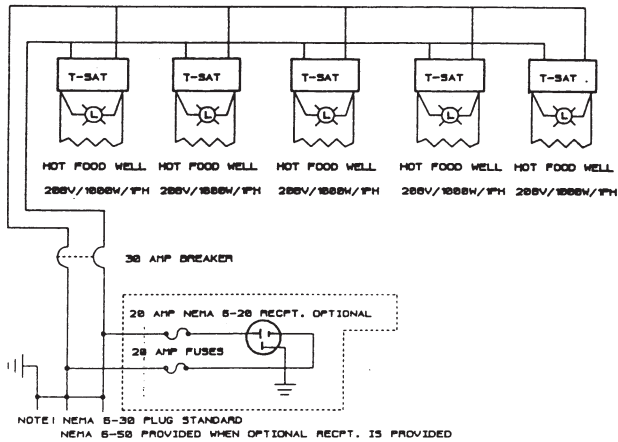 T-SAT T-SAT T-SAT T-SAT T-SAT
L L L L L
HOT FOOD WELL HOT FOOD WELL HOT FOOD WELL HOT FOOD WELL HOT FOOD WELL
208V/1000W/1PH 208V/1000W/1PH 208V/1000W/1PH 208V/1000W/1PH 208V/1000W/1PH
30 AMP BREAKER
20 AMP NEMA 6-20 RECPT. OPTIONAL
20 AMP FUSES
NOTE! NEMA 6-30 PLUG STANDARD
NEMA 6-50 PROVIDED WHEN OPTIONAL RECPT. IS PROVIDED